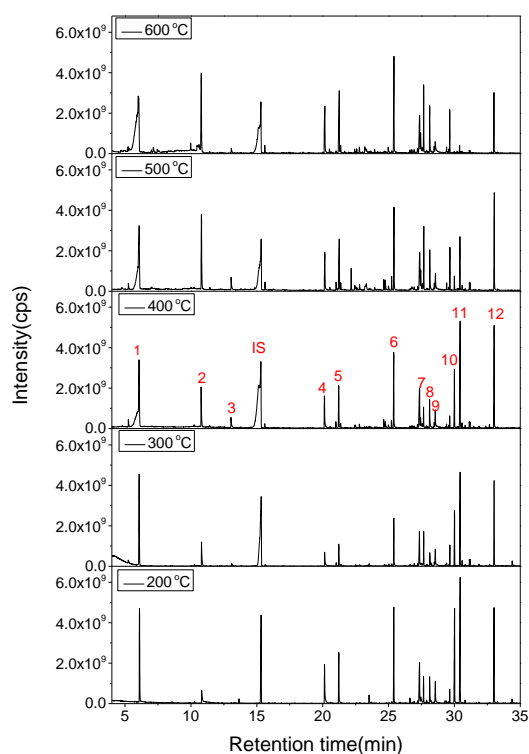 600 °C
6.0x10⁹
4.0x10⁹
2.0x10⁹
0.0
500 °C
6.0x10⁹
4.0x10⁹
2.0x10⁹
0.0
400 °C
6.0x10⁹
4.0x10⁹
2.0x10⁹
0.0
1 2 3 IS 4 5 6 7 8 9 10 11 12
300 °C
6.0x10⁹
4.0x10⁹
2.0x10⁹
0.0
200 °C
6.0x10⁹
4.0x10⁹
2.0x10⁹
0.0
5 10 15 20 25 30 35
Intensity(cps)
Retention time(min)